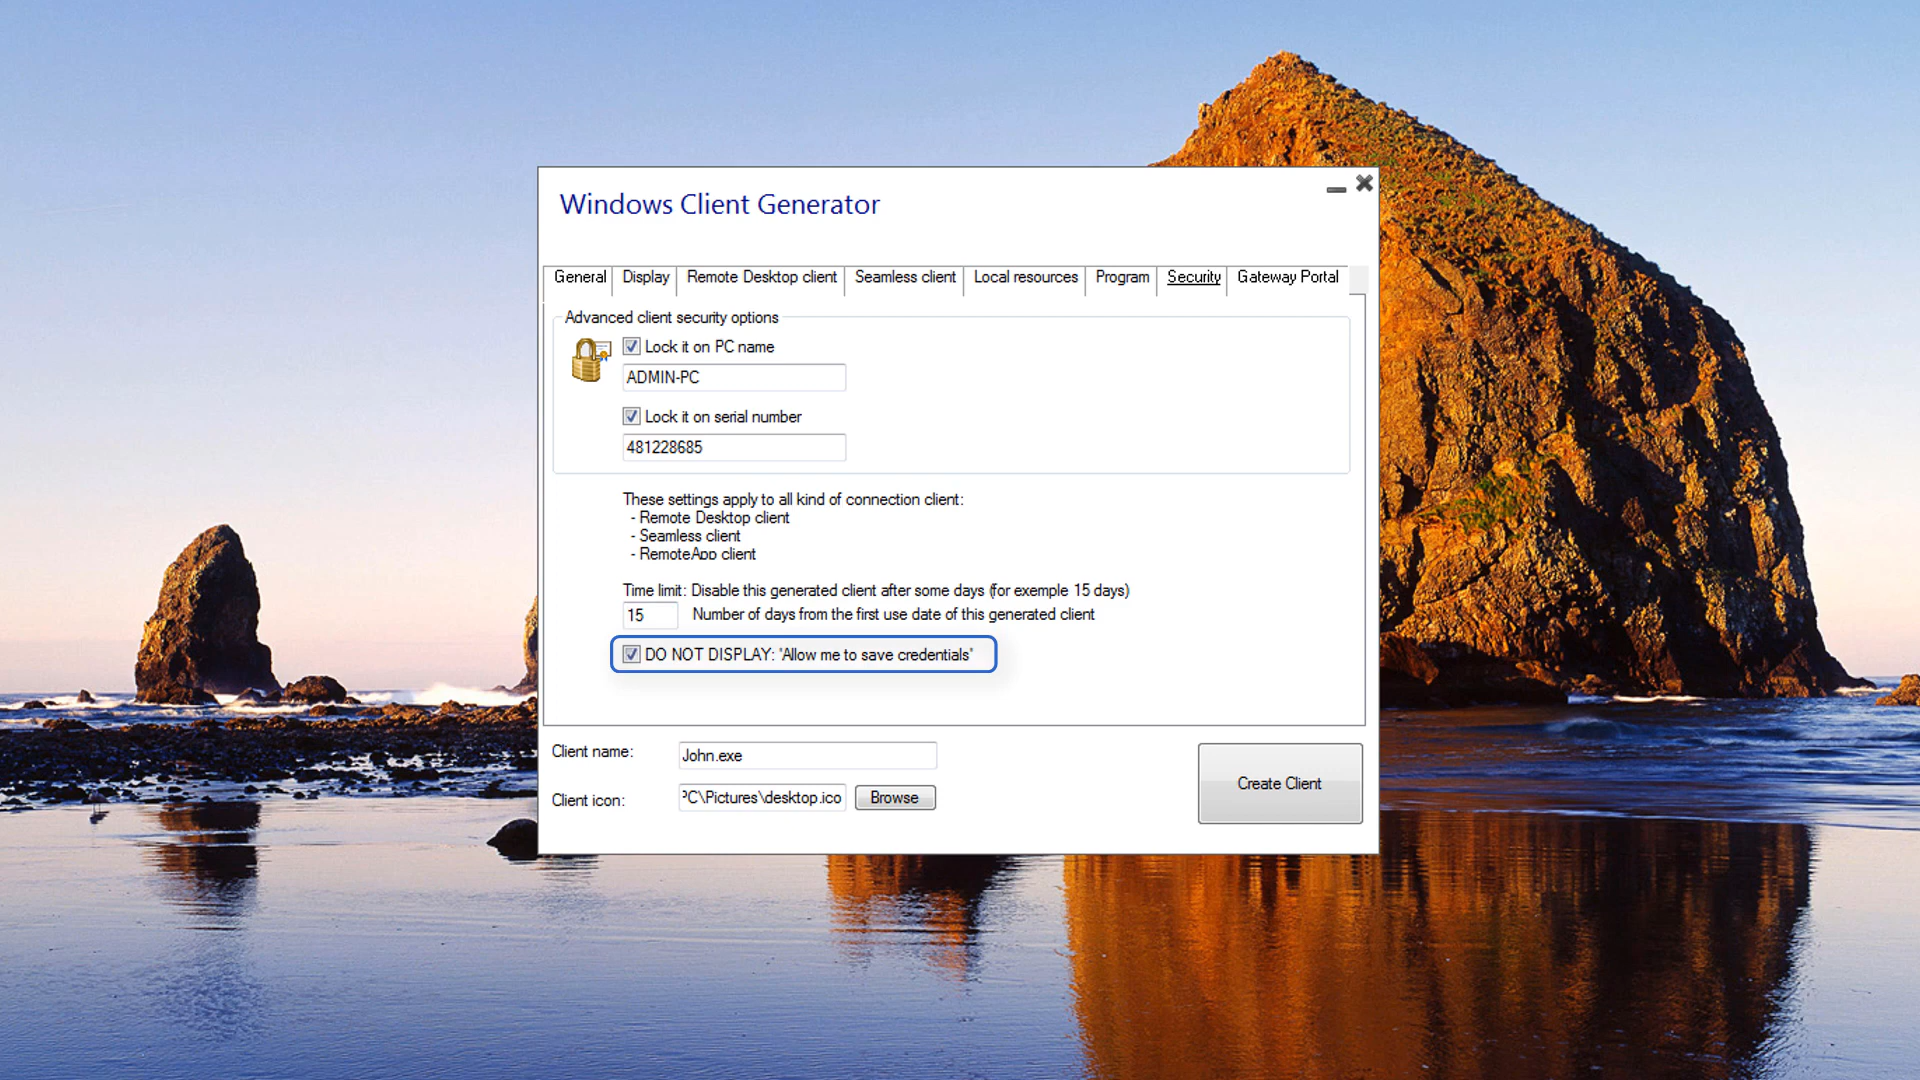 Windows Client Generator
General Display Remote Desktop client Seamless client Local resources Program Security Gateway Portal
Advanced client security options
Lock it on PC name
ADMIN-PC
Lock it on serial number
481228685
These settings apply to all kind of connection client:
- Remote Desktop client
- Seamless client
- RemoteApp client
Time limit: Disable this generated client after some days (for exemple 15 days)
15 Number of days from the first use date of this generated client
DO NOT DISPLAY: "Allow me to save credentials"
Client name: John.exe
Create Client
Client icon: PC\Pictures\desktop.ico Browse